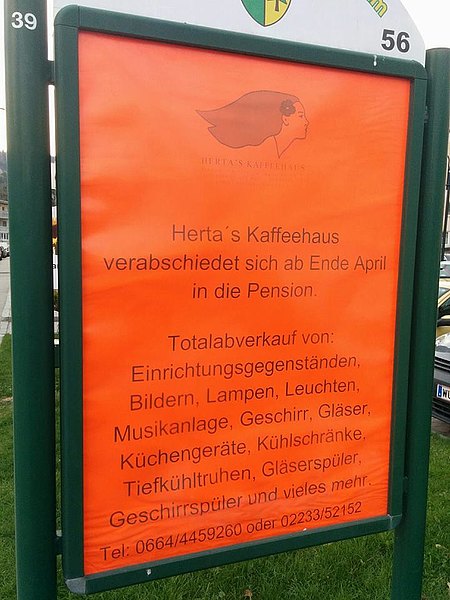 39
56
HERTA'S KAFFEEHAUS
Herta´s Kaffeehaus
verabschiedet sich ab Ende April
in die Pension.
Totalabverkauf von:
Einrichtungsgegenständen,
Bildern, Lampen, Leuchten,
Musikanlage, Geschirr, Gläser,
Küchengeräte, Kühlschränke,
Tiefkühltruhen, Gläserspüler,
Geschirrspüler und vieles mehr.
Tel: 0664/4459260 oder 02233/52152
WU